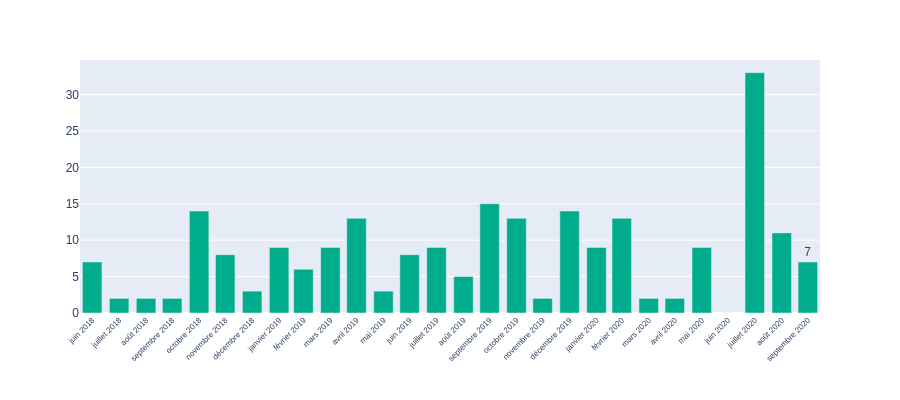 30
25
20
15
10
5
0
7
juin 2018
juillet 2018
août 2018
septembre 2018
octobre 2018
novembre 2018
décembre 2018
janvier 2019
février 2019
mars 2019
avril 2019
mai 2019
juin 2019
juillet 2019
août 2019
septembre 2019
octobre 2019
novembre 2019
décembre 2019
janvier 2020
février 2020
mars 2020
avril 2020
mai 2020
juin 2020
juillet 2020
août 2020
septembre 2020